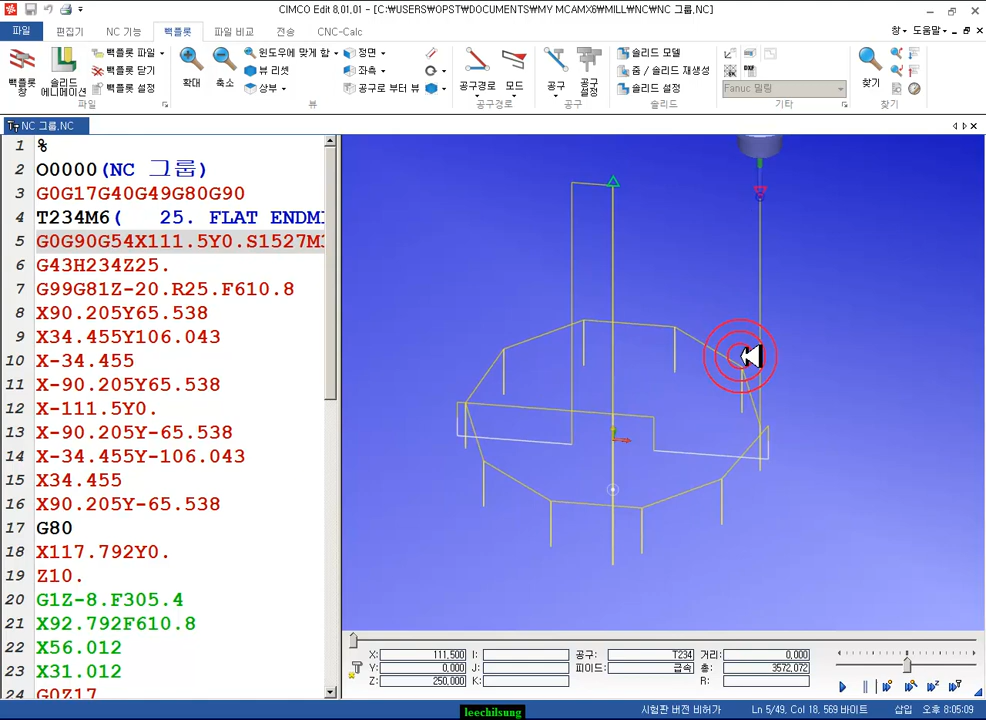 CIMCO Edit 8,01,01 - [C:₩USERS₩OPST₩DOCUMENTS₩MY MCAMX6₩MILL₩NC₩NC 그룹,NC]
파일 편집기 NC 기능 백플롯 파일 비교 전송 CNC-Calc 창 도움말
백플롯 창
솔리드 에니메이션
백플롯 파일
백플롯 닫기
백플롯 설정
파일
확대
축소
윈도우에 맞게 함
뷰 리셋
상부
정면
좌측
공구로 부터 뷰
뷰
공구경로
모드
공구경로
공구
공구 설정
공구
솔리드 모델
줌 / 솔리드 재생성
솔리드 설정
솔리드
Fanuc 밀링
기타
찾기
찾기
NC 그룹,NC
1 %
2 O0000(NC 그룹)
3 G0G17G40G49G80G90
4 T234M6( 25. FLAT ENDM
5 G0G90G54X111.5Y0.S1527M3
6 G43H234Z25.
7 G99G81Z-20.R25.F610.8
8 X90.205Y65.538
9 X34.455Y106.043
10 X-34.455
11 X-90.205Y65.538
12 X-111.5Y0.
13 X-90.205Y-65.538
14 X-34.455Y-106.043
15 X34.455
16 X90.205Y-65.538
17 G80
18 X117.792Y0.
19 Z10.
20 G1Z-8.F305.4
21 X92.792F610.8
22 X56.012
23 X31.012
24 G0Z17
X: 111,500 I: 공구: T234 거리: 0,000
Y: 0,000 J: 피이드: 급속 총: 3572,072
Z: 250,000 K: R:
leechilsung
시험판 버전 비허가 Ln 5/49, Col 18, 569 바이트 삽입 오후 8:05:09